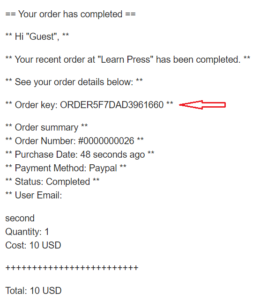 == Your order has completed ==
** Hi "Guest", **
** Your recent order at "Learn Press" has been completed. **
** See your order details below: **
** Order key: ORDER5F7DAD3961660 **
** Order summary **
** Order Number: #0000000026 **
** Purchase Date: 48 seconds ago **
** Payment Method: Paypal **
** Status: Completed **
** User Email:
second
Quantity: 1
Cost: 10 USD
+++++++++++++++++++++++++
Total: 10 USD